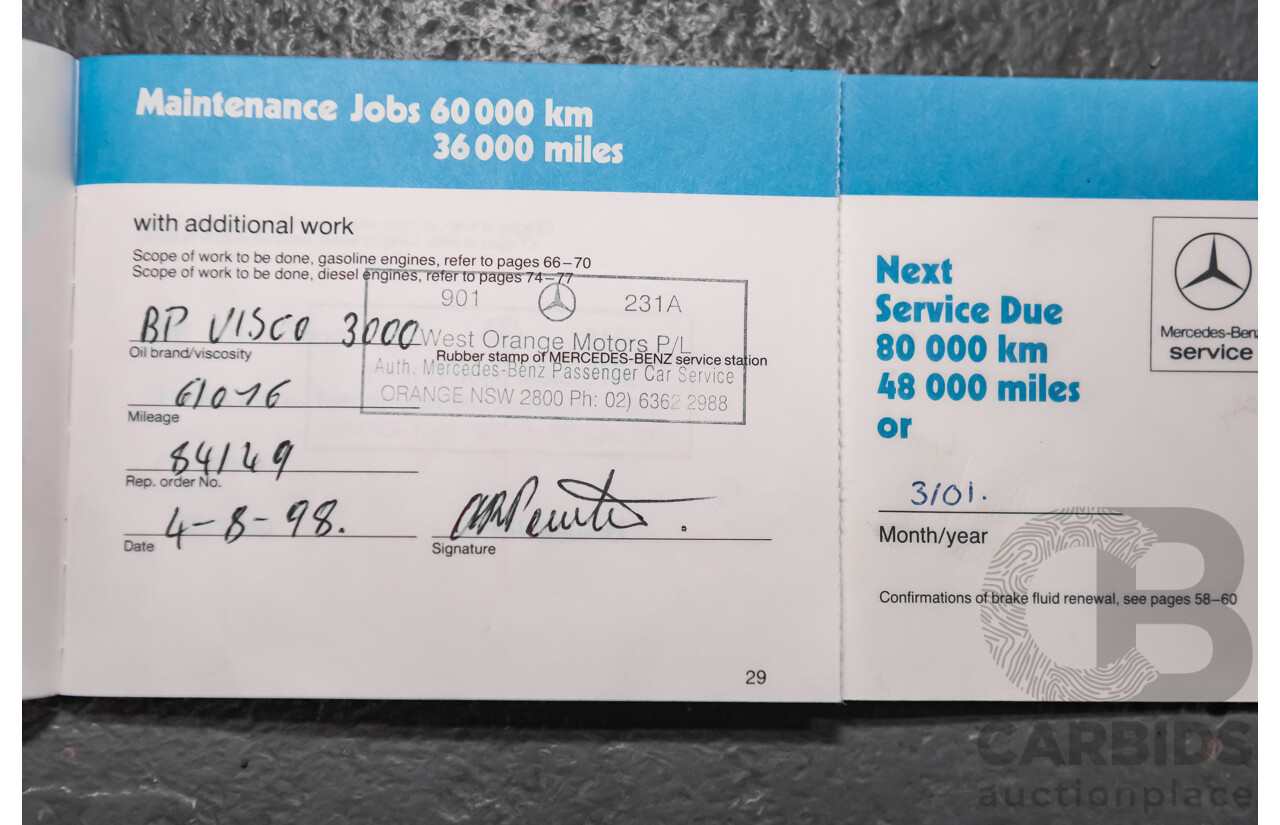 Maintenance Jobs 60 000 km
36 000 miles
with additional work
Scope of work to be done, gasoline engines, refer to pages 66–70
Scope of work to be done, diesel engines, refer to pages 74–77
901 231A
BP VISCO 3000
West Orange Motors P/L
Oil brand/viscosity
Rubber stamp of MERCEDES-BENZ service station
Auth. Mercedes-Benz Passenger Car Service
ORANGE NSW 2800 Ph: 02) 6362 2988
61076
Mileage
84149
Rep. order No.
4-8-98.
Date
Signature
29
Next
Service Due
80 000 km
48 000 miles
or
3/01.
Month/year
Confirmations of brake fluid renewal, see pages 58–60
Mercedes-Ben
service
CB
CARBIDS
auctionplace